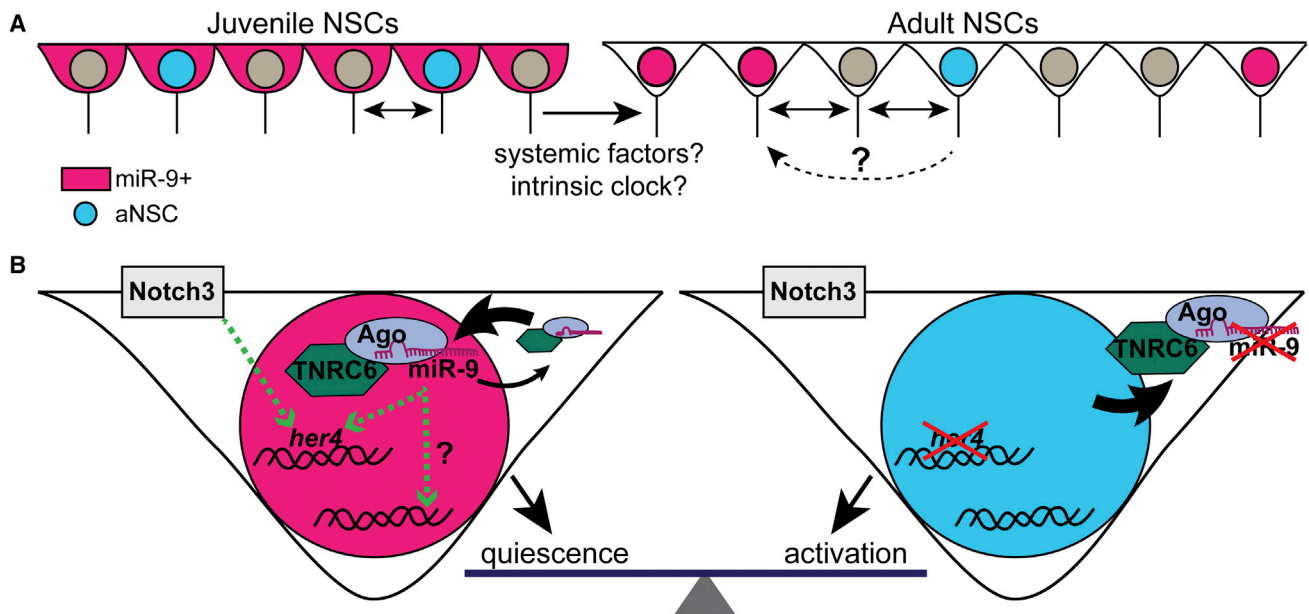 A
Juvenile NSCs
Adult NSCs
systemic factors?
intrinsic clock?
?
miR-9+
aNSC
B
Notch3
Ago
TNRC6
miR-9
her4
?
Notch3
Ago
TNRC6
miR-9
her4
quiescence
activation